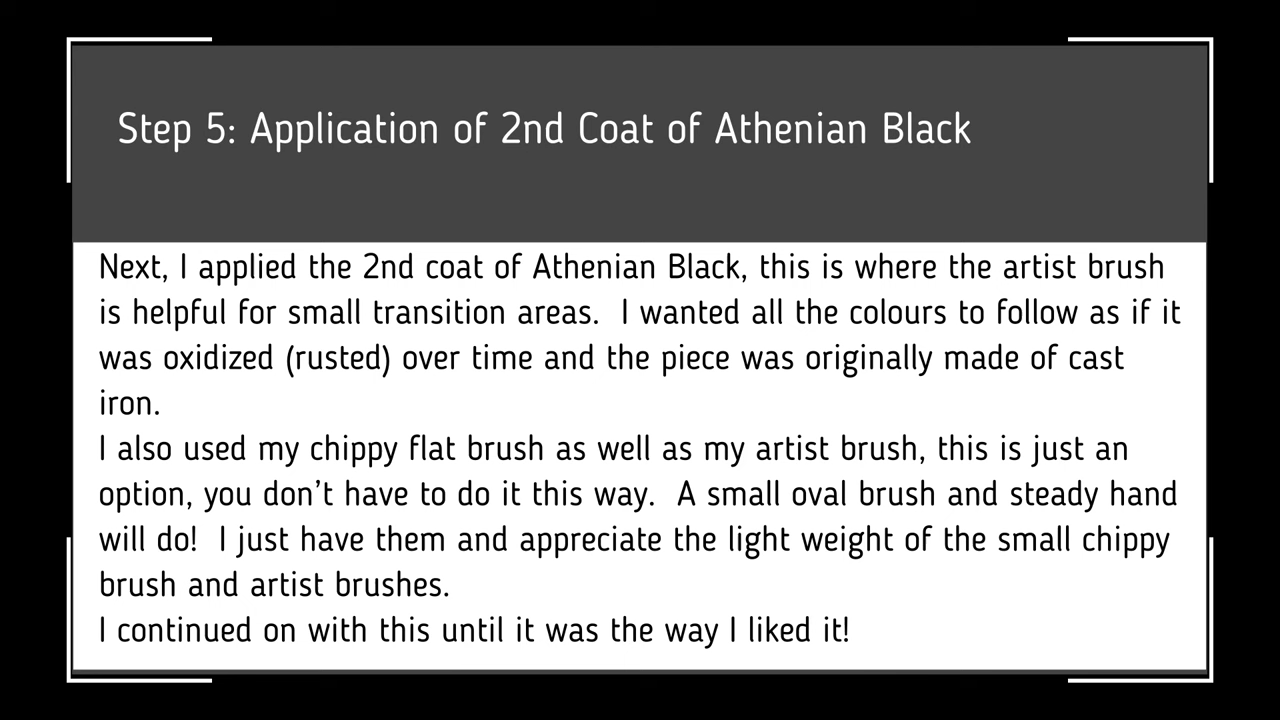 Step 5: Application of 2nd Coat of Athenian Black
Next, I applied the 2nd coat of Athenian Black, this is where the artist brush
is helpful for small transition areas.  I wanted all the colours to follow as if it
was oxidized (rusted) over time and the piece was originally made of cast
iron.
I also used my chippy flat brush as well as my artist brush, this is just an
option, you don’t have to do it this way.  A small oval brush and steady hand
will do!  I just have them and appreciate the light weight of the small chippy
brush and artist brushes.
I continued on with this until it was the way I liked it!